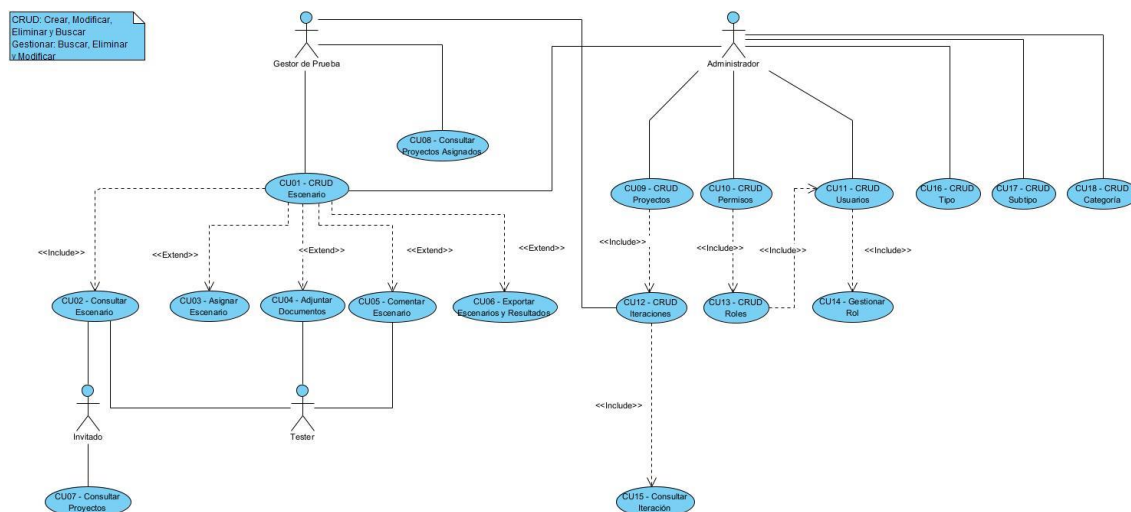 CRUD: Crear, Modificar,
Eliminar y Buscar
Gestionar: Buscar, Eliminar
y Modificar
Gestor de Prueba
Administrador
CU08 - Consultar
Proyectos Asignados
CU01 - CRUD
Escenario
CU09 - CRUD
Proyectos
CU10 - CRUD
Permisos
CU11 - CRUD
Usuarios
CU16 - CRUD
Tipo
CU17 - CRUD
Subtipo
CU18 - CRUD
Categoría
<<Include>>
<<Extend>>
<<Extend>>
<<Extend>>
<<Include>>
<<Include>>
<<Include>>
<<Include>>
CU02 - Consultar
Escenario
CU03 - Asignar
Escenario
CU04 - Adjuntar
Documentos
CU05 - Comentar
Escenario
CU06 - Exportar
Escenarios y Resultados
CU12 - CRUD
Iteraciones
CU13 - CRUD
Roles
CU14 - Gestionar
Rol
<<Include>>
Invitado
Tester
CU07 - Consultar
Proyectos
CU15 - Consultar
Iteración